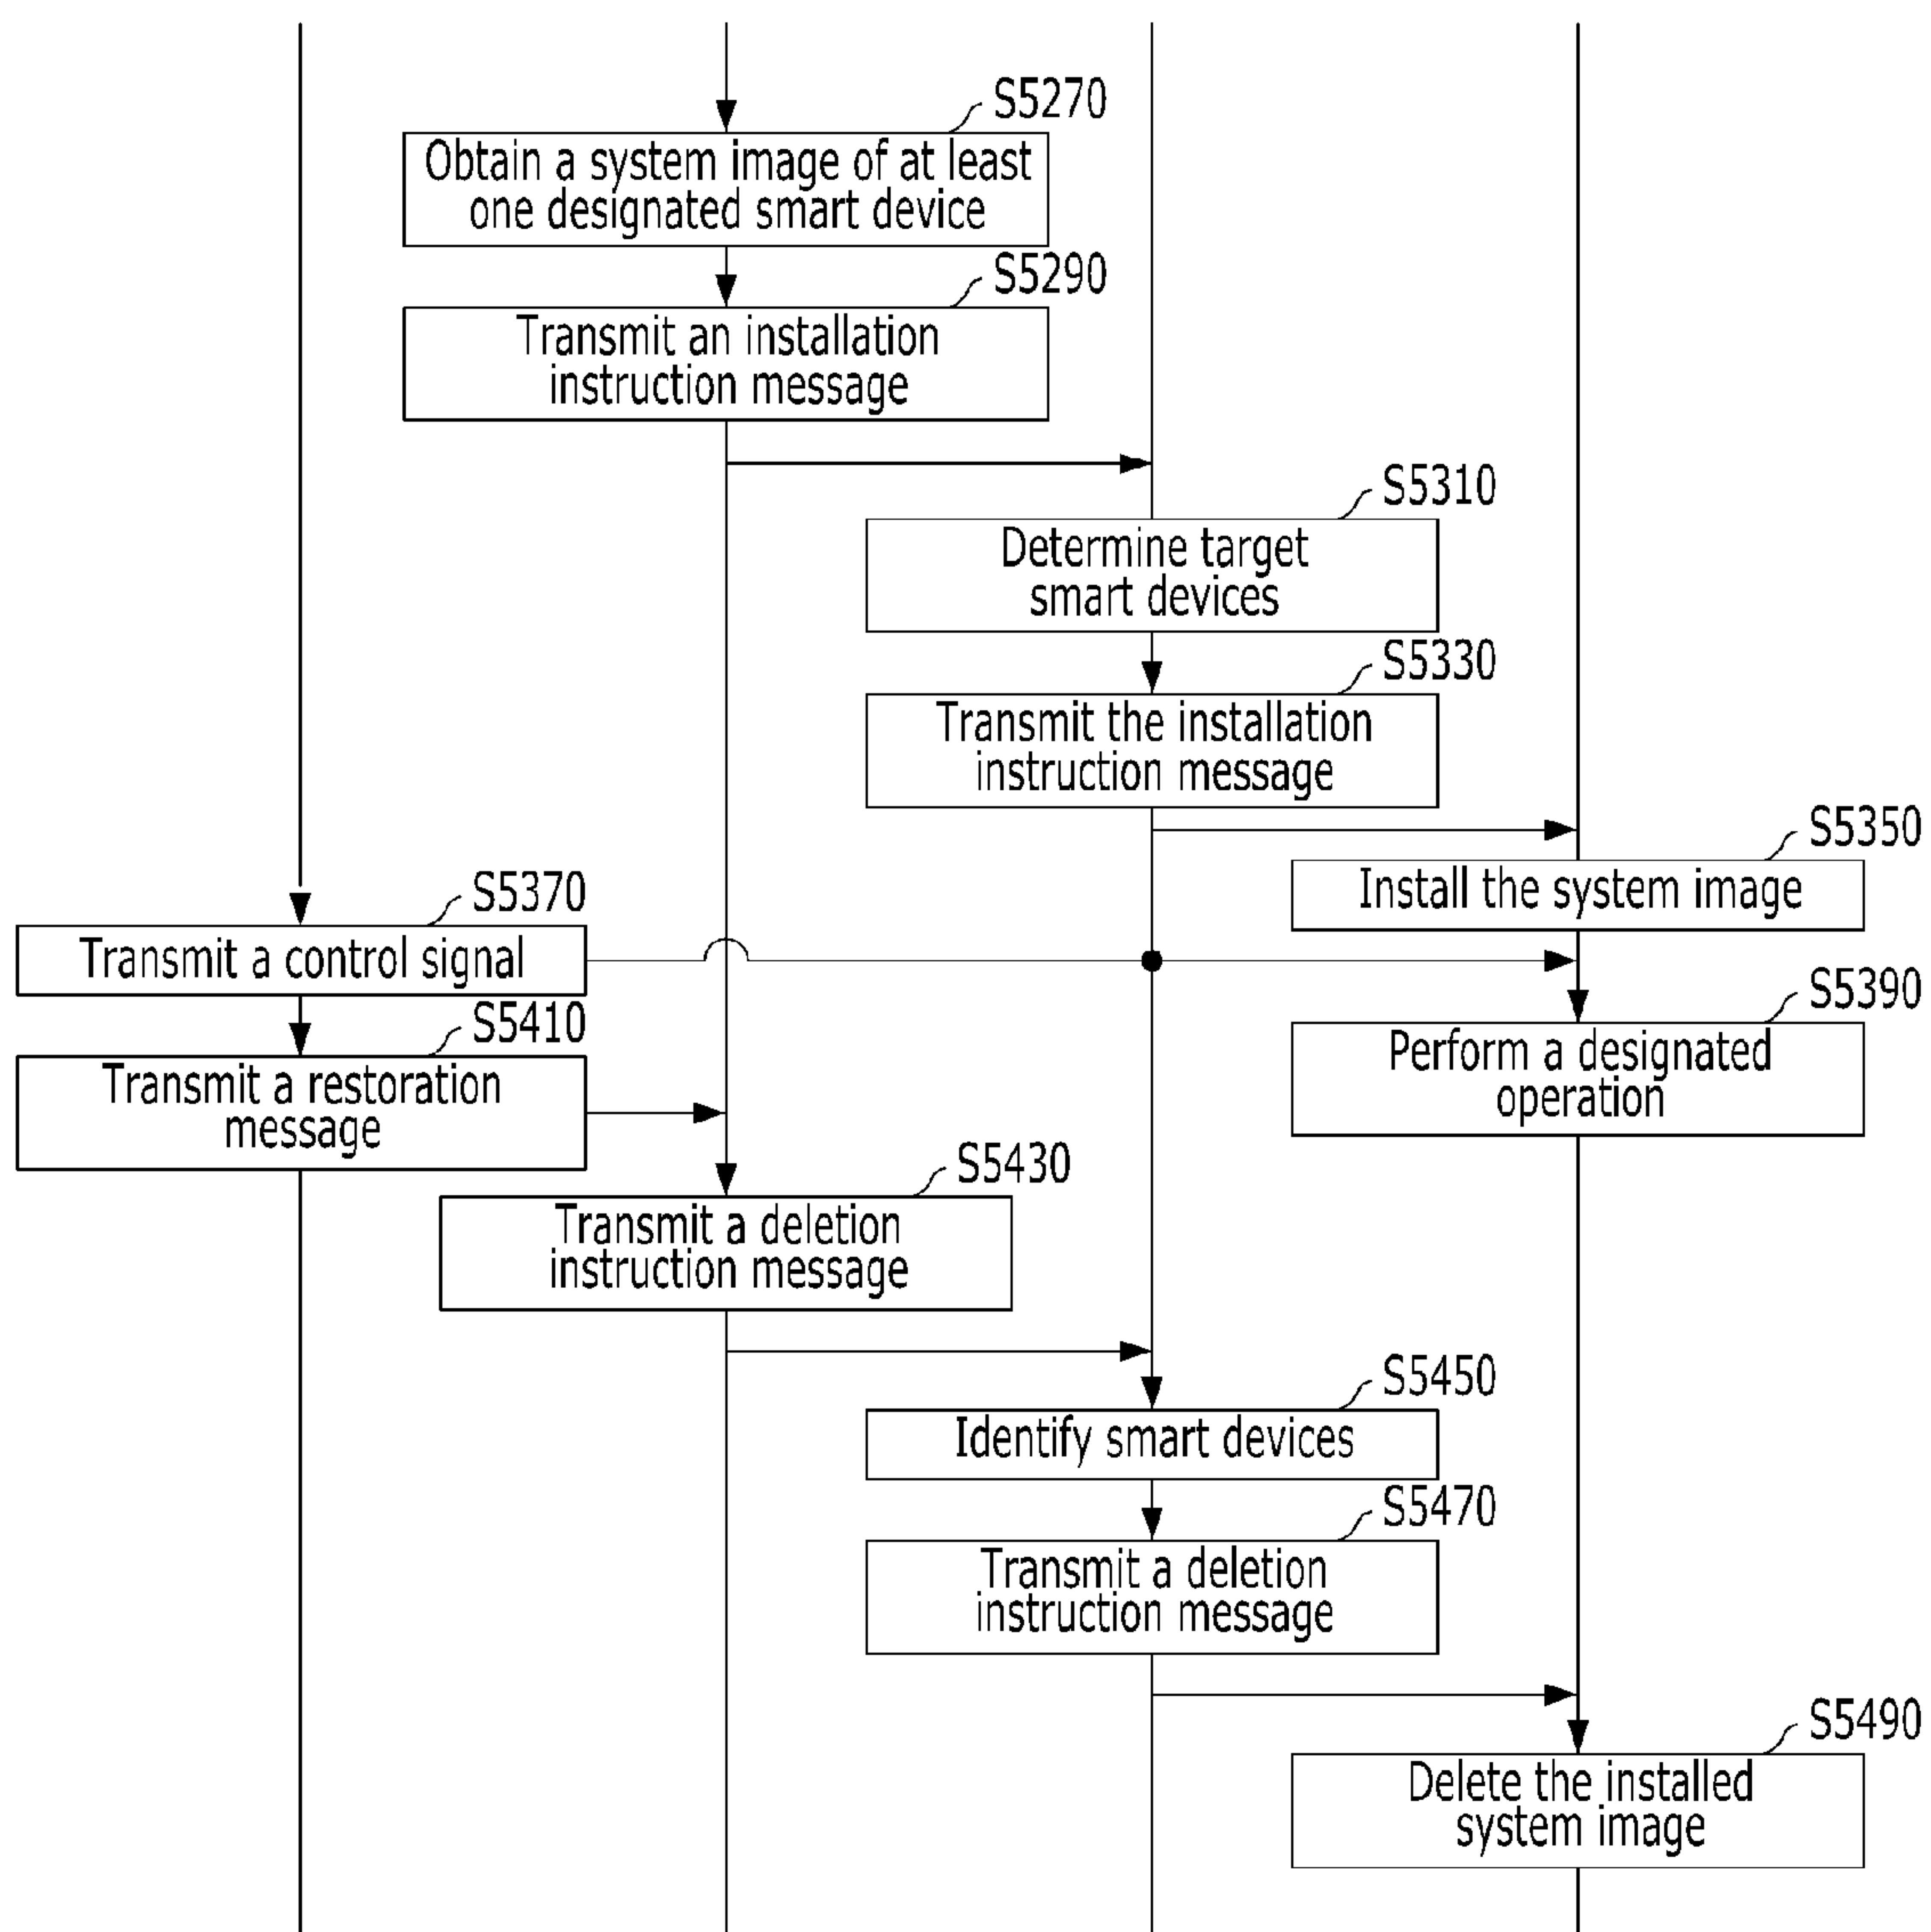 S5270
Obtain a system image of at least
one designated smart device
S5290
Transmit an installation
instruction message
S5310
Determine target
smart devices
S5330
Transmit the installation
instruction message
S5350
Install the system image
S5370
Transmit a control signal
S5390
Perform a designated
operation
S5410
Transmit a restoration
message
S5430
Transmit a deletion
instruction message
S5450
Identify smart devices
S5470
Transmit a deletion
instruction message
S5490
Delete the installed
system image